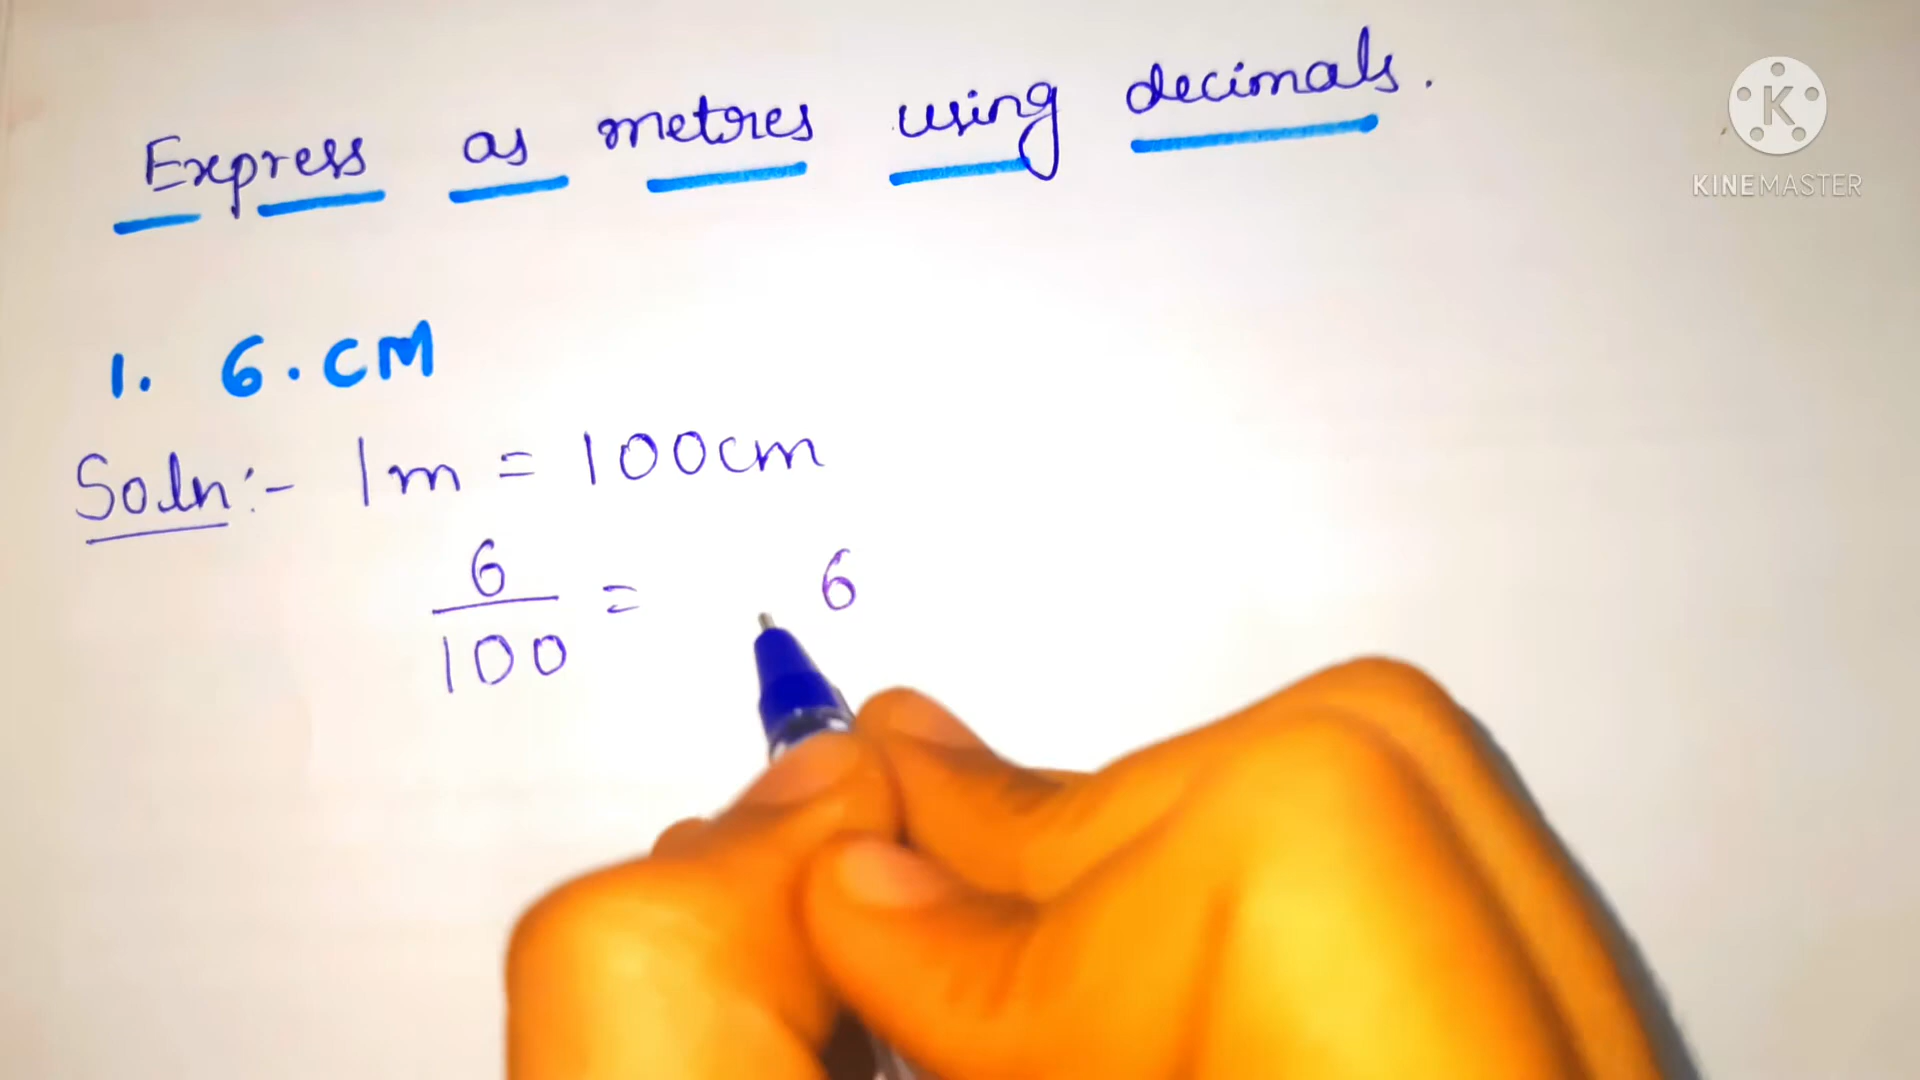 Express as metres using decimals.
K
KINEMASTER
1. 6.CM
Soln:- 1m = 100cm
6
100
= 6